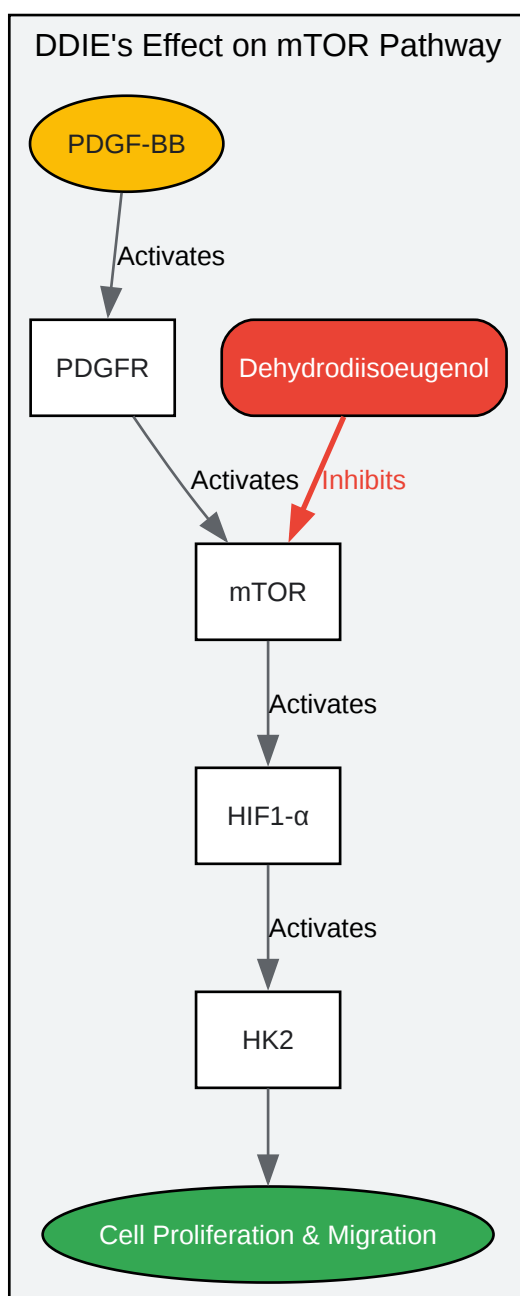 DDIE's Effect on mTOR Pathway
PDGF-BB
Activates
PDGFR
Dehydrodiisoeugenol
Activates
Inhibits
mTOR
Activates
HIF1-α
Activates
HK2
Cell Proliferation & Migration